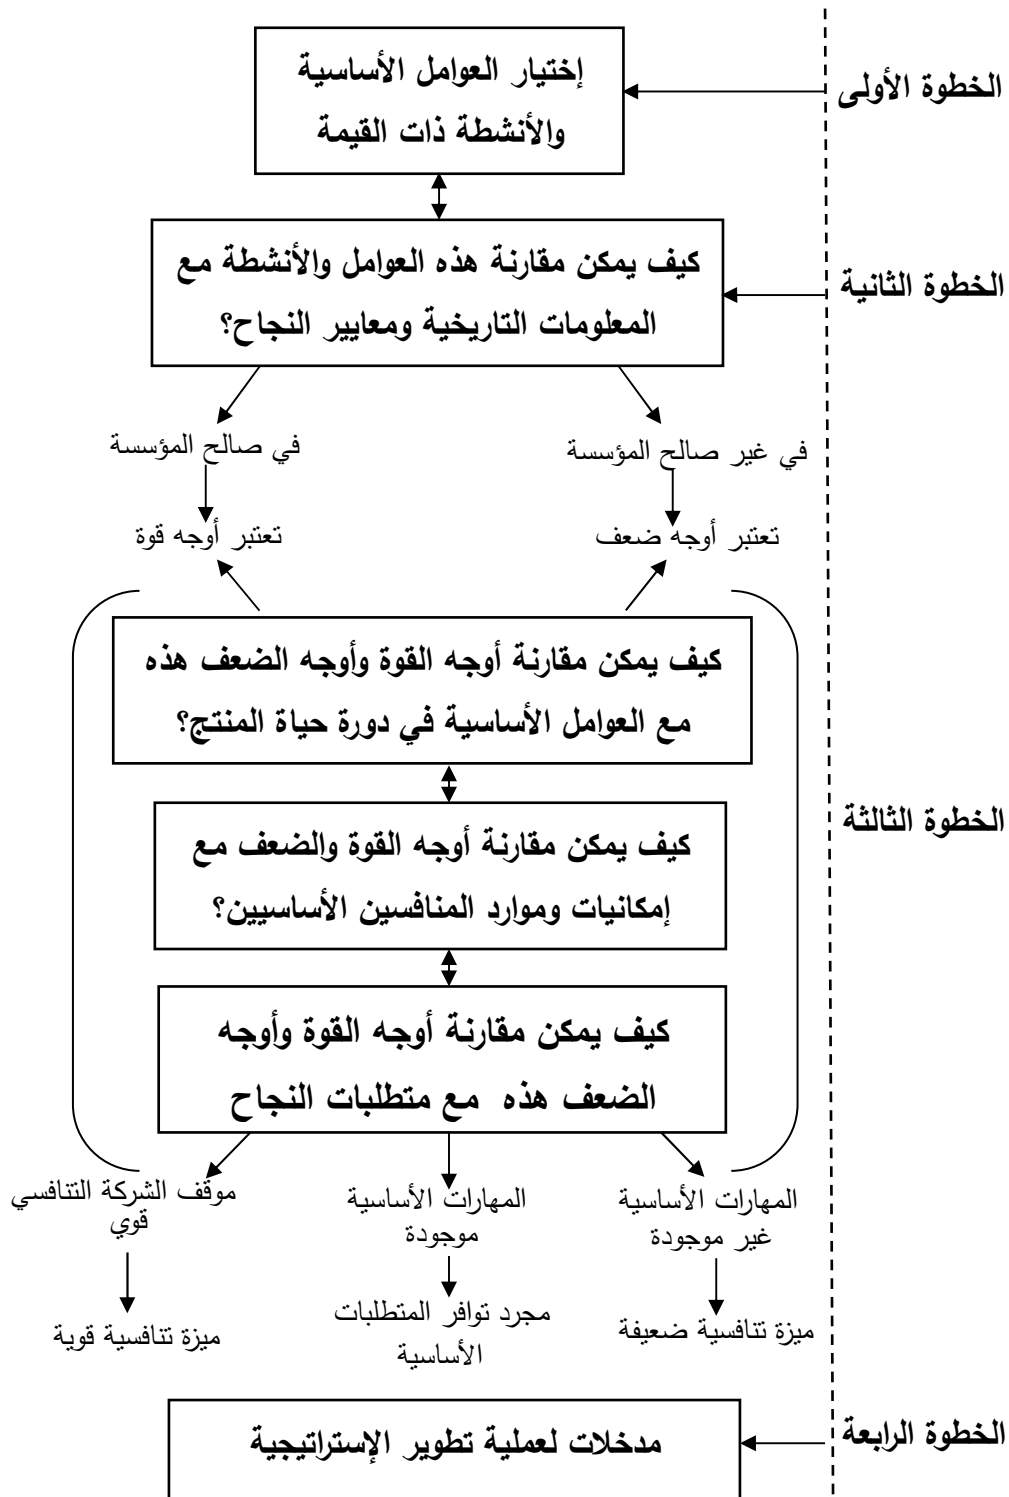 الخطوة الأولى
إختيار العوامل الأساسية
والأنشطة ذات القيمة
الخطوة الثانية
كيف يمكن مقارنة هذه العوامل والأنشطة مع
المعلومات التاريخية ومعايير النجاح؟
في غير صالح المؤسسة
في صالح المؤسسة
تعتبر أوجه ضعف
تعتبر أوجه قوة
الخطوة الثالثة
كيف يمكن مقارنة أوجه القوة وأوجه الضعف هذه
مع العوامل الأساسية في دورة حياة المنتج؟
كيف يمكن مقارنة أوجه القوة والضعف مع
إمكانيات وموارد المنافسين الأساسيين؟
كيف يمكن مقارنة أوجه القوة وأوجه
الضعف هذه مع متطلبات النجاح
المهارات الأساسية
غير موجودة
المهارات الأساسية
موجودة
موقف الشركة التنافسي
قوي
ميزة تنافسية ضعيفة
مجرد توافر المتطلبات
الأساسية
ميزة تنافسية قوية
الخطوة الرابعة
مدخلات لعملية تطوير الإستراتيجية